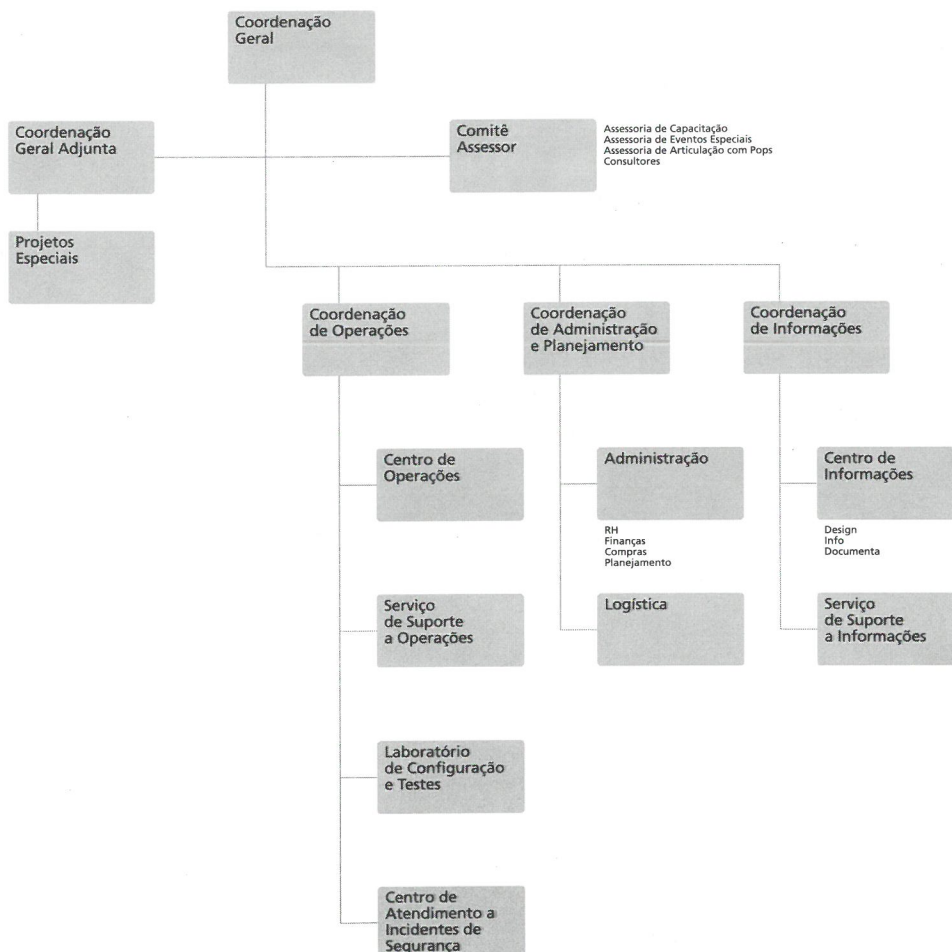 Coordenação
Geral
Coordenação
Geral Adjunta
Comitê
Assessor
Assessoria de Capacitação
Assessoria de Eventos Especiais
Assessoria de Articulação com Pops
Consultores
Projetos
Especiais
Coordenação
de Operações
Coordenação
de Administração
e Planejamento
Coordenação
de Informações
Centro de
Operações
Administração
RH
Finanças
Compras
Planejamento
Centro de
Informações
Design
Info
Documenta
Serviço
de Suporte
a Operações
Logística
Serviço
de Suporte
a Informações
Laboratório
de Configuração
e Testes
Centro de
Atendimento a
Incidentes de
Segurança